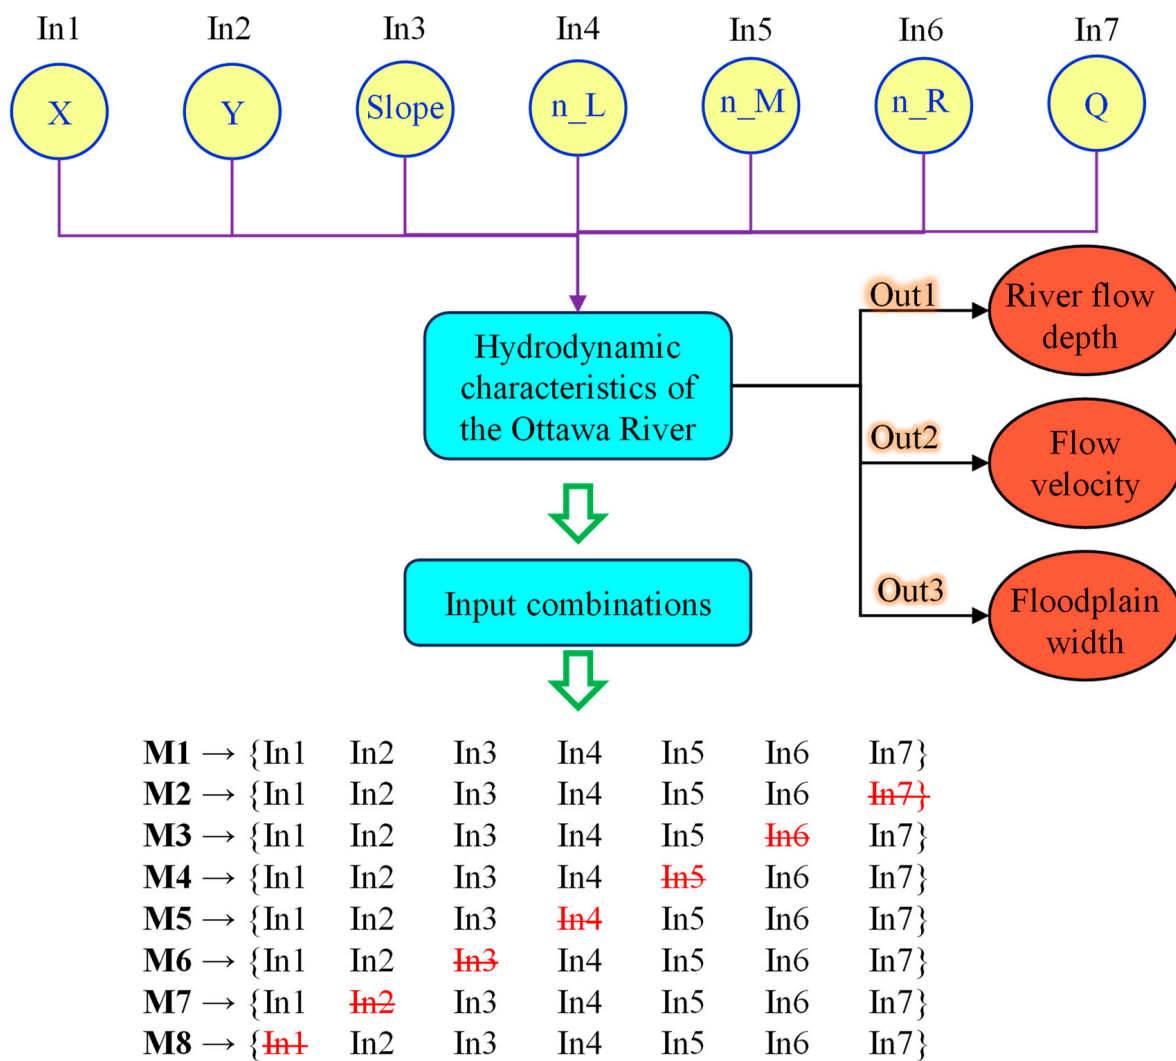 In1 In2 In3 In4 In5 In6 In7
X Y Slope n_L n_M n_R Q
Out1
River flow
depth
Hydrodynamic
characteristics of
the Ottawa River
Out2
Flow
velocity
Input combinations
Out3
Floodplain
width
M1 → {In1 In2 In3 In4 In5 In6 In7}
M2 → {In1 In2 In3 In4 In5 In6 In7}
M3 → {In1 In2 In3 In4 In5 In6 In7}
M4 → {In1 In2 In3 In4 In5 In6 In7}
M5 → {In1 In2 In3 In4 In5 In6 In7}
M6 → {In1 In2 In3 In4 In5 In6 In7}
M7 → {In1 In2 In3 In4 In5 In6 In7}
M8 → {In1 In2 In3 In4 In5 In6 In7}